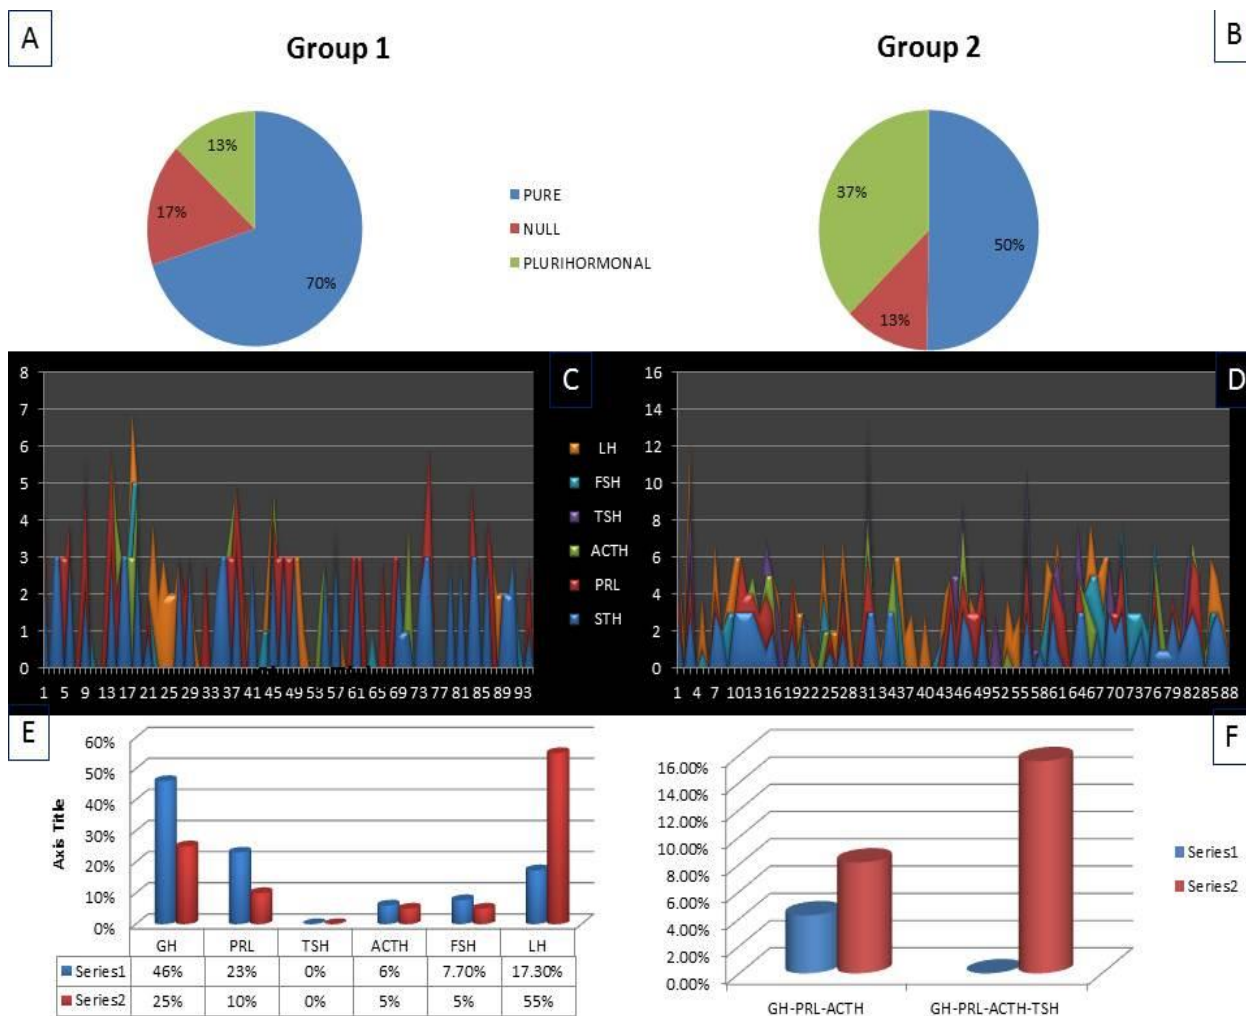 A
Group 1
Group 2
B
13%
17%
70%
PURE
NULL
PLURIHORMONAL
37%
50%
13%
C
D
8
7
6
5
4
3
2
1
0
1 5 9 13 17 21 25 29 33 37 41 45 49 53 57 61 65 69 73 77 81 85 89 93
LH
FSH
TSH
ACTH
PRL
STH
16
14
12
10
8
6
4
2
0
1 4 7 10 13 16 19 22 25 28 31 34 37 40 43 46 49 52 55 58 61 64 67 70 73 76 79 82 85 88
E
Axis Title
60%
50%
40%
30%
20%
10%
0%
GH PRL TSH ACTH FSH LH
Series1 46% 23% 0% 6% 7.70% 17.30%
Series2 25% 10% 0% 5% 5% 55%
F
16.00%
14.00%
12.00%
10.00%
8.00%
6.00%
4.00%
2.00%
0.00%
GH-PRL-ACTH GH-PRL-ACTH-TSH
Series1
Series2